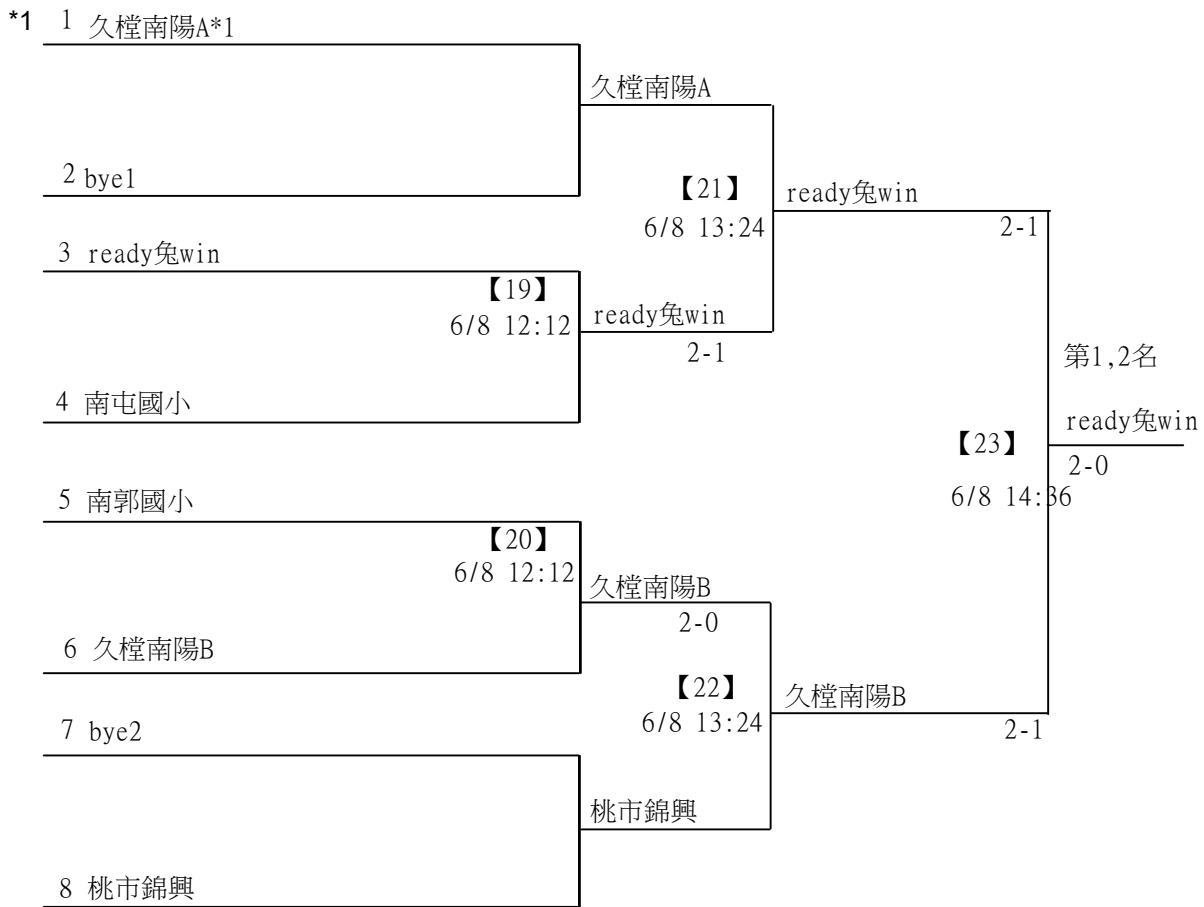 *1 1 久樘南陽A*1
久樘南陽A
2 bye1
【21】
ready兔win
6/8 13:24
2-1
3 ready兔win
【19】
6/8 12:12
ready兔win
2-1
第1,2名
4 南屯國小
ready兔win
【23】
2-0
6/8 14:36
5 南郭國小
【20】
6/8 12:12
久樘南陽B
2-0
6 久樘南陽B
【22】
久樘南陽B
6/8 13:24
2-1
7 bye2
桃市錦興
8 桃市錦興